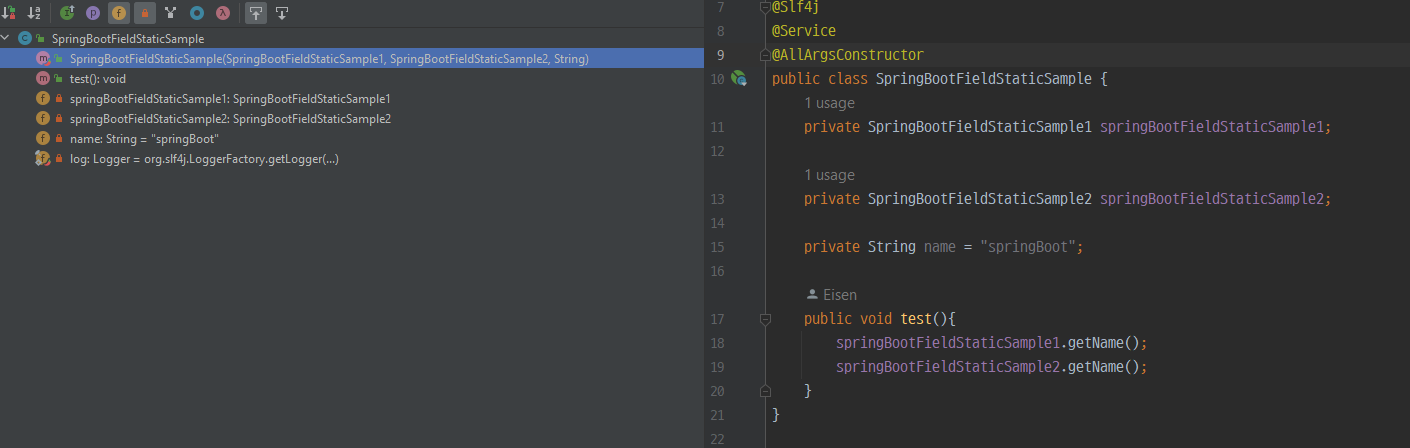 SpringBootFieldStaticSample
SpringBootFieldStaticSample(SpringBootFieldStaticSample1, SpringBootFieldStaticSample2, String)
test(): void
springBootFieldStaticSample1: SpringBootFieldStaticSample1
springBootFieldStaticSample2: SpringBootFieldStaticSample2
name: String = "springBoot"
log: Logger = org.slf4j.LoggerFactory.getLogger(...)
7 @Slf4j
8 @Service
9 @AllArgsConstructor
10 public class SpringBootFieldStaticSample {
1 usage
11 private SpringBootFieldStaticSample1 springBootFieldStaticSample1;
12
1 usage
13 private SpringBootFieldStaticSample2 springBootFieldStaticSample2;
14
15 private String name = "springBoot";
16
Eisen
17 public void test(){
18 springBootFieldStaticSample1.getName();
19 springBootFieldStaticSample2.getName();
20 }
21 }
22